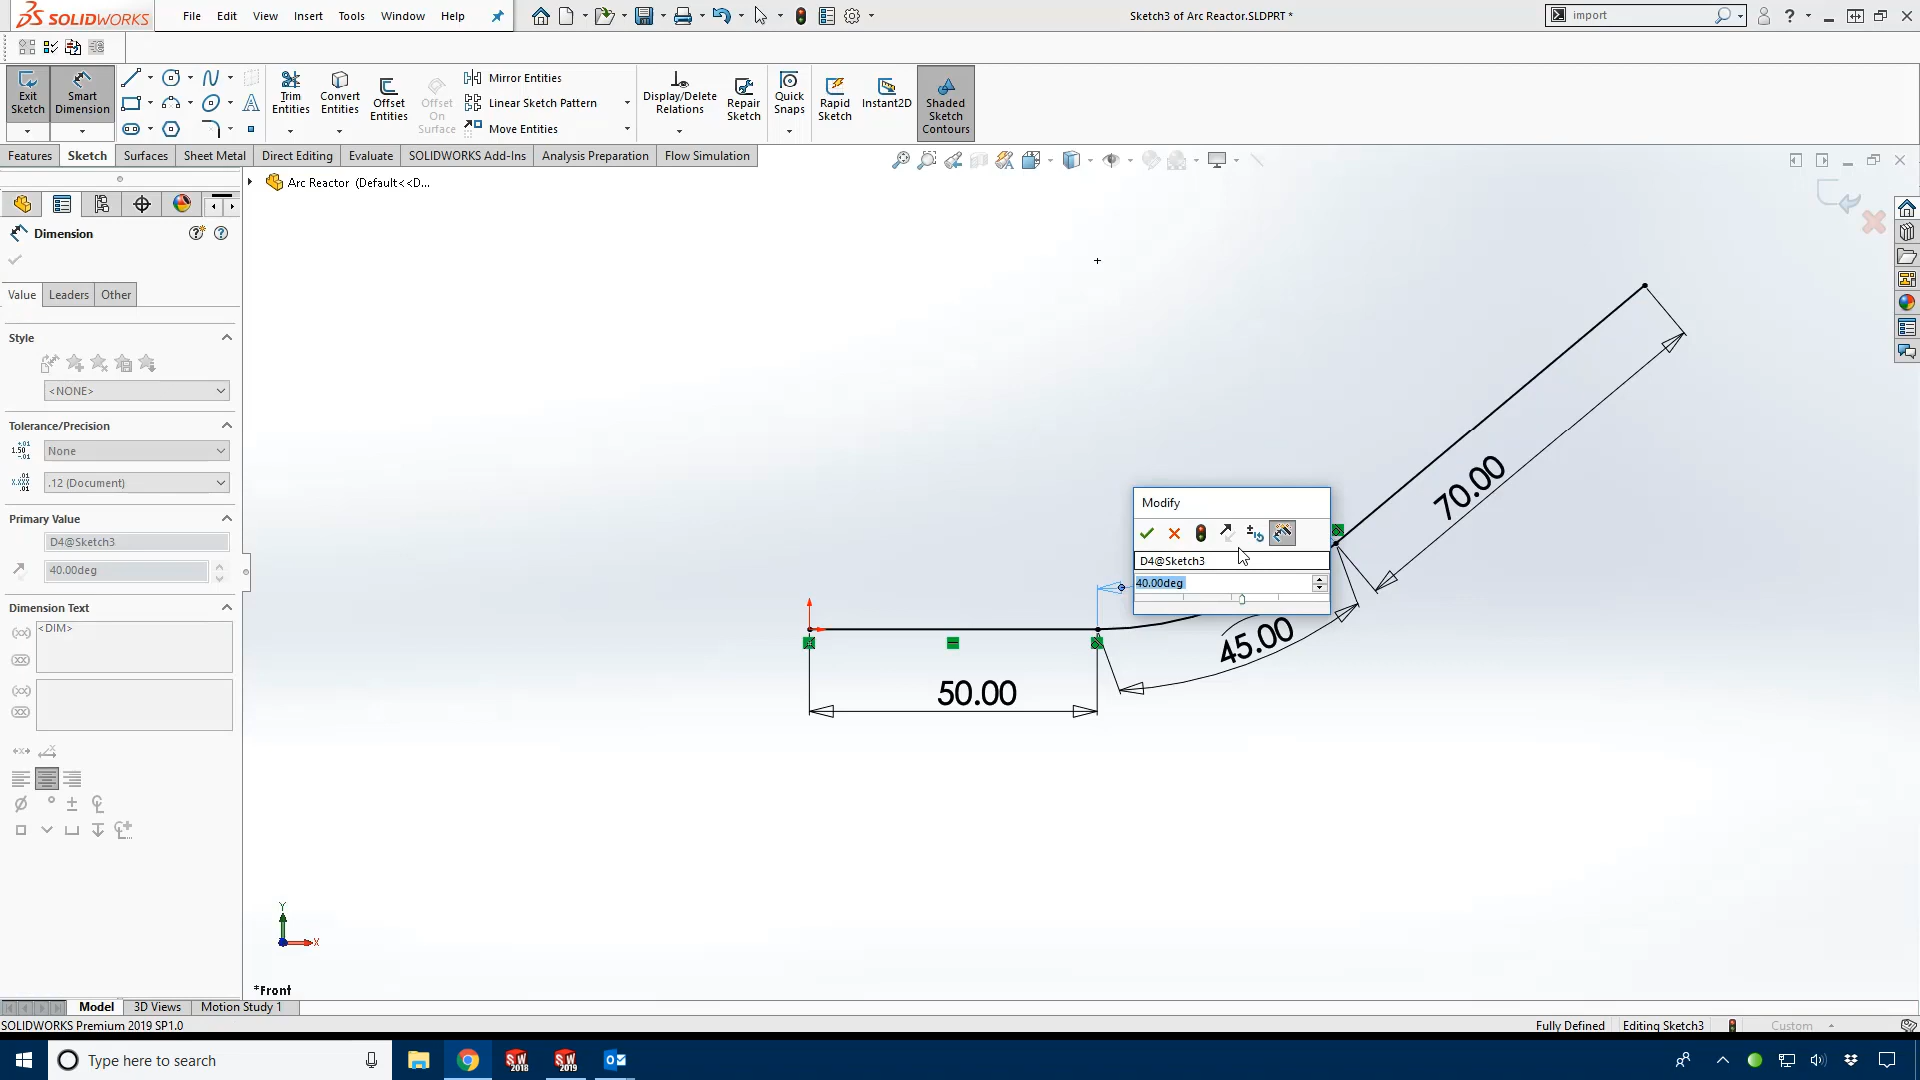 SOLIDWORKS
File Edit View Insert Tools Window Help
Sketch3 of Arc Reactor.SLDPRT *
import
Exit Sketch
Smart Dimension
Trim Entities
Convert Entities
Offset Entities
Offset On Surface
Mirror Entities
Linear Sketch Pattern
Move Entities
Display/Delete Relations
Repair Sketch
Quick Snaps
Rapid Sketch
Instant2D
Shaded Sketch Contours
Features Sketch Surfaces Sheet Metal Direct Editing Evaluate SOLIDWORKS Add-Ins Analysis Preparation Flow Simulation
Arc Reactor (Default<<D...
Dimension
Value Leaders Other
Style
<NONE>
Tolerance/Precision
None
.12 (Document)
Primary Value
D4@Sketch3
40.00deg
Dimension Text
<DIM>
Modify
D4@Sketch3
40.00deg
70.00
45.00
50.00
Y
X
*Front
Model 3D Views Motion Study 1
SOLIDWORKS Premium 2019 SP1.0
Fully Defined Editing Sketch3 Custom
Type here to search
2018
2019